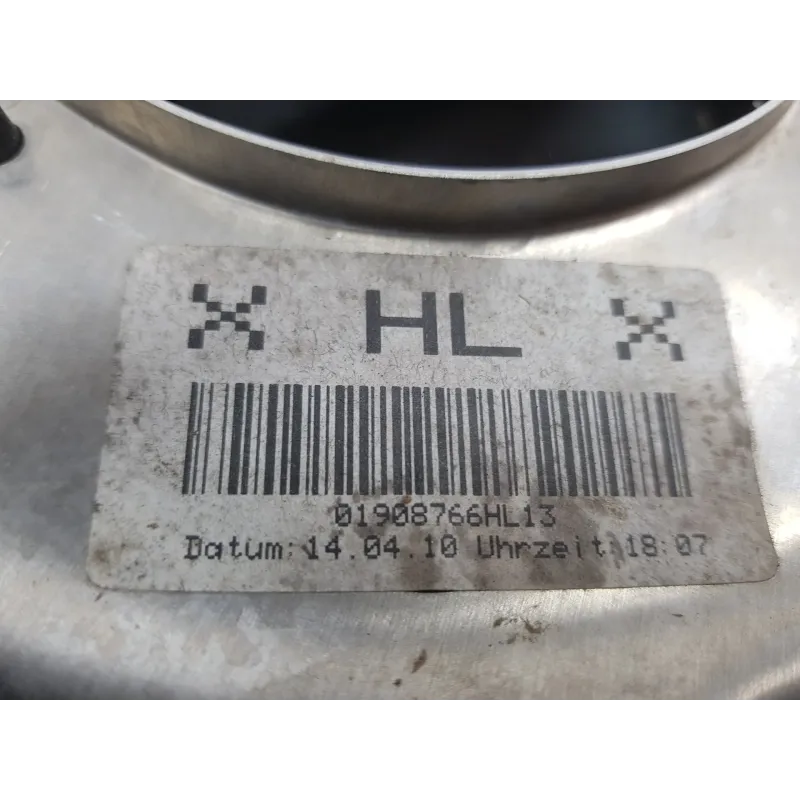 HL
01908766HL13
Datum: 14.04.10 Uhrzeit: 18:07